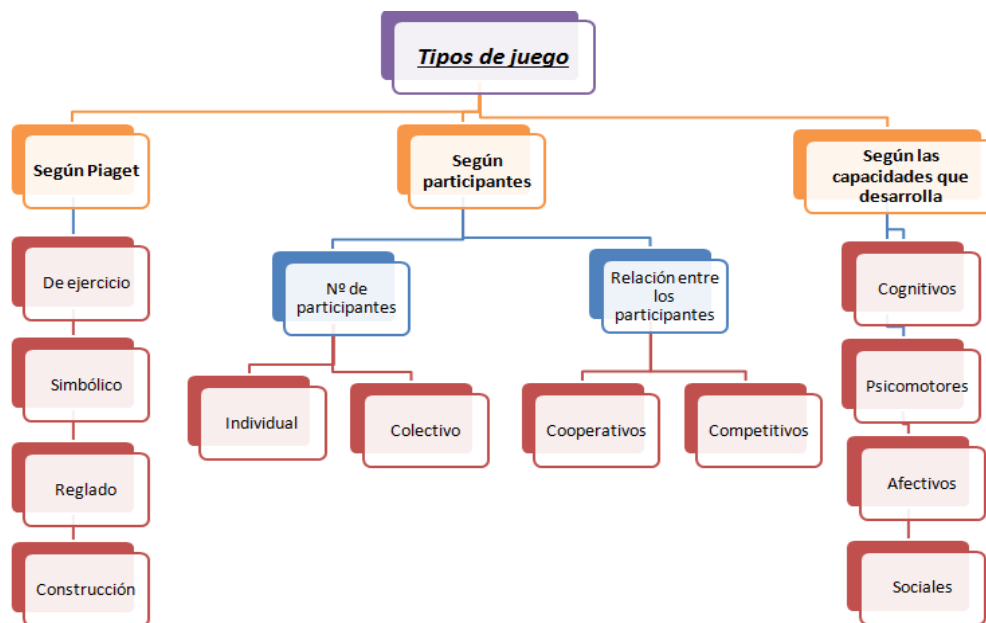 Tipos de juego
Según Piaget
Según
participantes
Según las
capacidades que
desarrolla
De ejercicio
Simbólico
Reglado
Construcción
Nº de
participantes
Relación entre
los
participantes
Individual
Colectivo
Cooperativos
Competitivos
Cognitivos
Psicomotores
Afectivos
Sociales